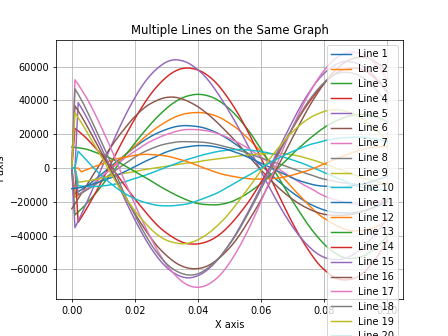 Multiple Lines on the Same Graph
60000
40000
20000
0
−20000
−40000
−60000
0.00
0.02
0.04
0.06
0.08
X axis
Line 1
Line 2
Line 3
Line 4
Line 5
Line 6
Line 7
Line 8
Line 9
Line 10
Line 11
Line 12
Line 13
Line 14
Line 15
Line 16
Line 17
Line 18
Line 19
Line 20